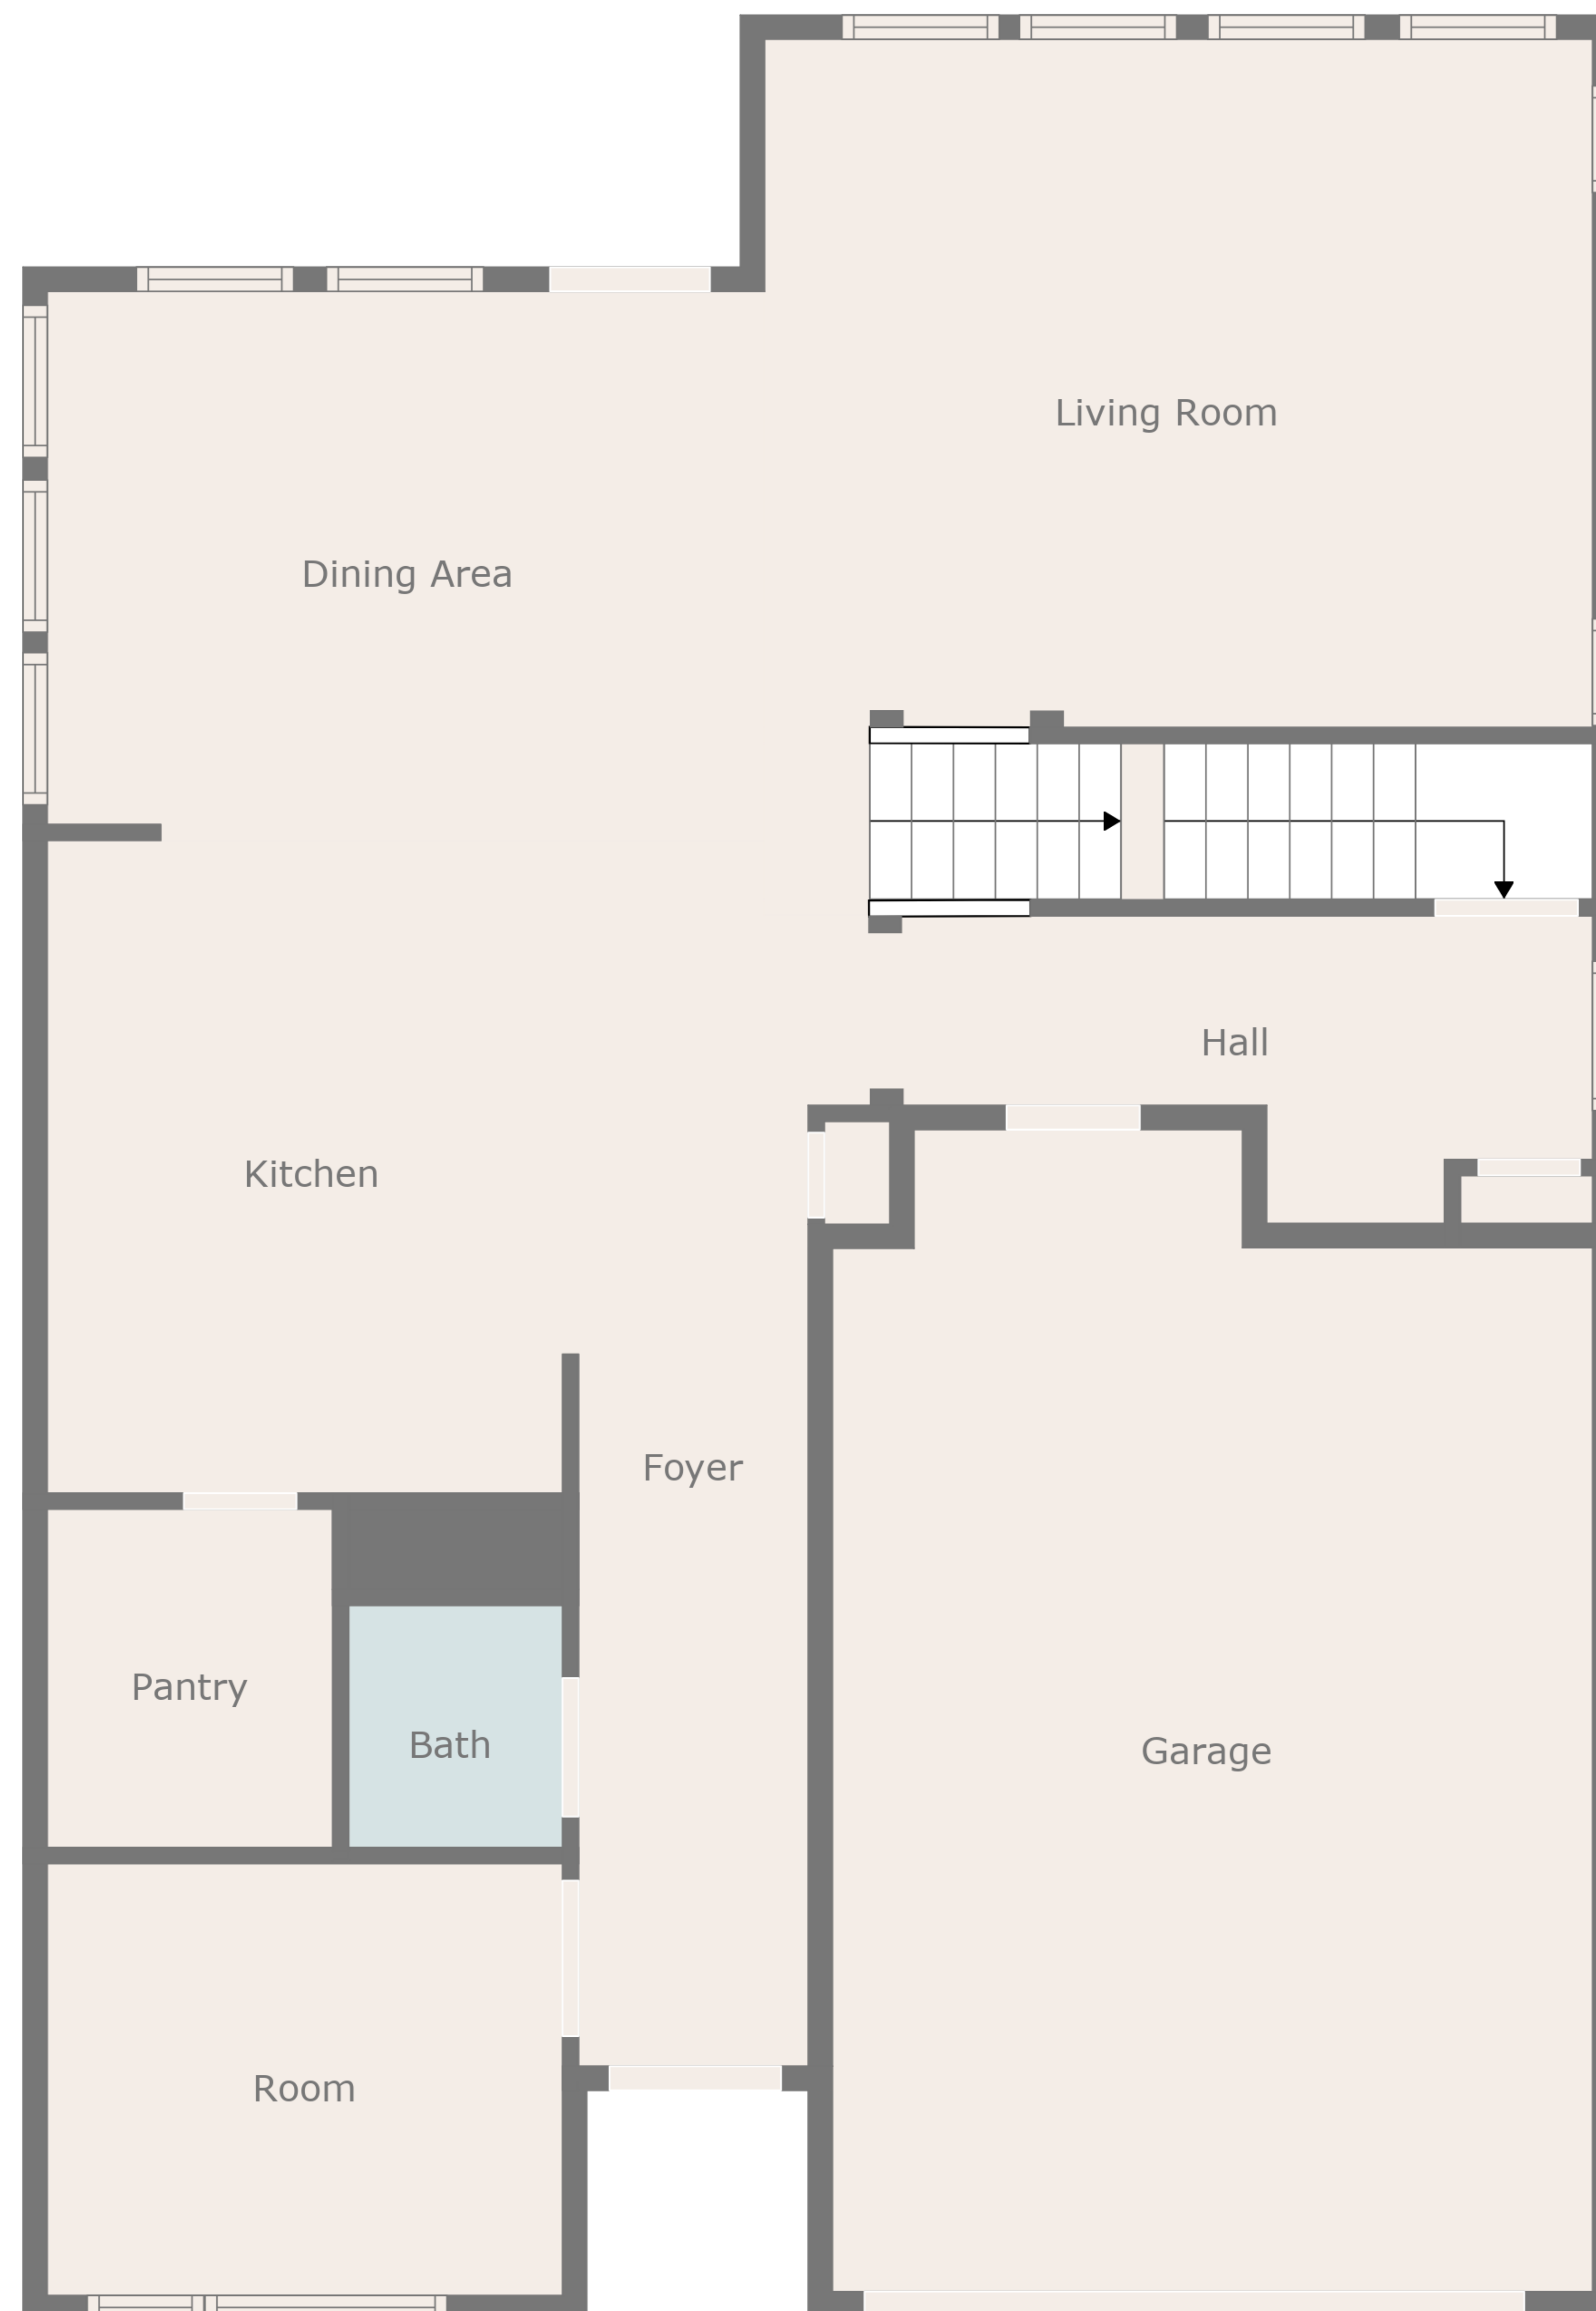 Living Room
Dining Area
Hall
Kitchen
Foyer
Pantry
Bath
Garage
Room